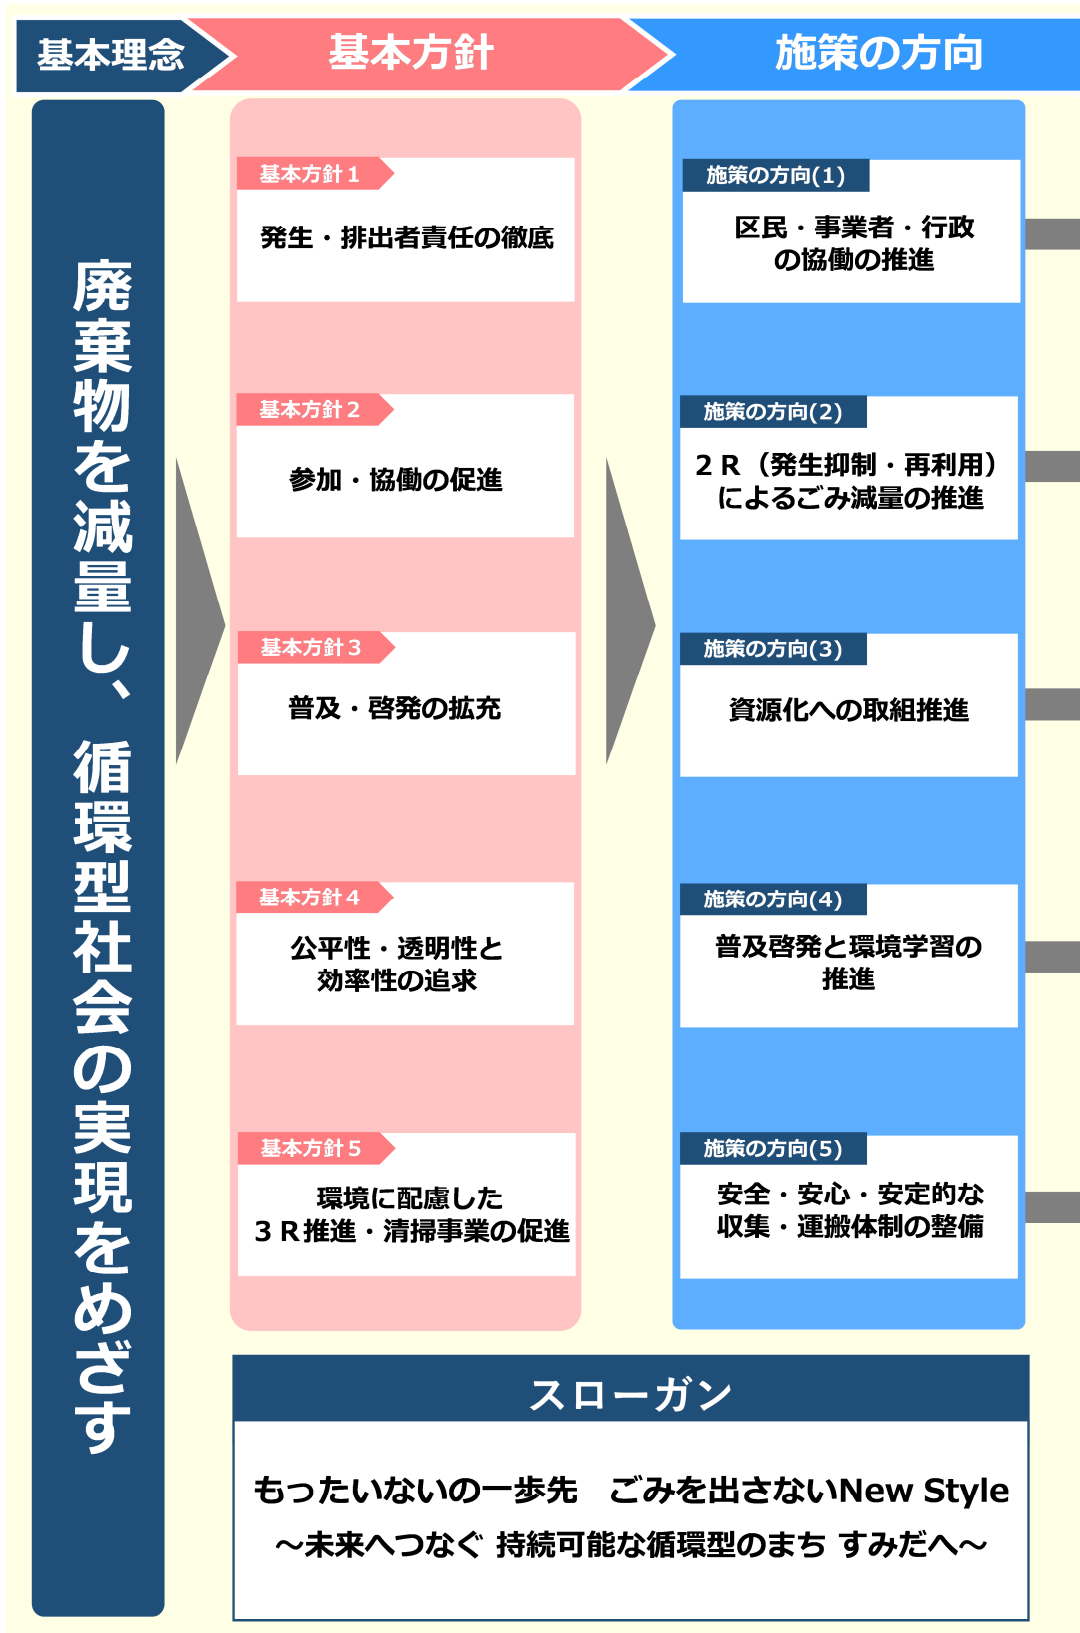 基本理念
基本方針
施策の方向
廃棄物を減量し、循環型社会の実現をめざす
基本方針１
発生・排出者責任の徹底
基本方針２
参加・協働の促進
基本方針３
普及・啓発の拡充
基本方針４
公平性・透明性と
効率性の追求
基本方針５
環境に配慮した
３Ｒ推進・清掃事業の促進
施策の方向(1)
区民・事業者・行政
の協働の推進
施策の方向(2)
２Ｒ（発生抑制・再利用）
によるごみ減量の推進
施策の方向(3)
資源化への取組推進
施策の方向(4)
普及啓発と環境学習の
推進
施策の方向(5)
安全・安心・安定的な
収集・運搬体制の整備
スローガン
もったいないの一歩先　ごみを出さないNew Style
～未来へつなぐ 持続可能な循環型のまち すみだへ～